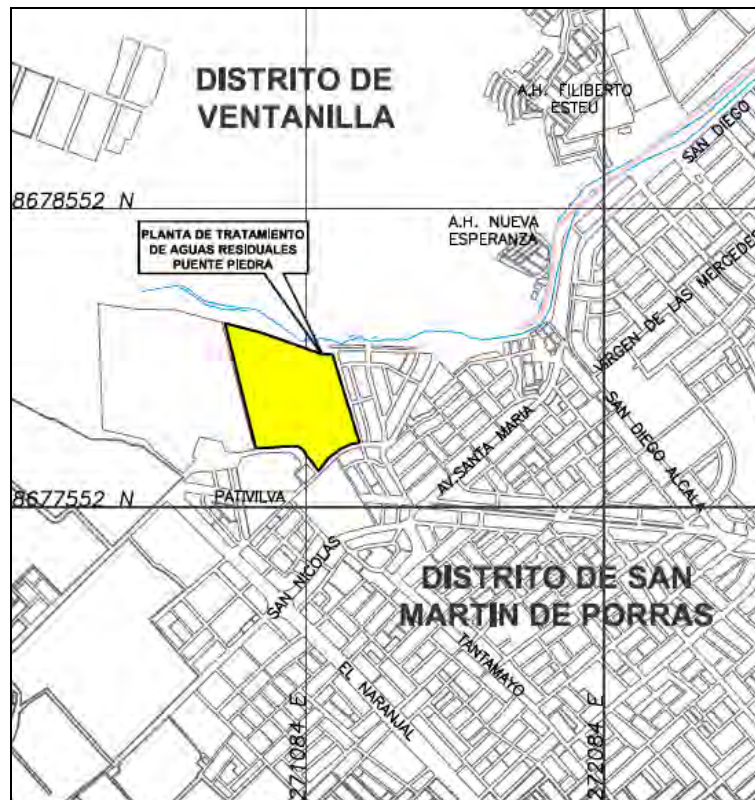 DISTRITO DE
VENTANILLA
A.H. FILIBERTO
ESTEU
SAN DIEGO
8678552 N
A.H. NUEVA
ESPERANZA
PLANTA DE TRATAMIENTO
DE AGUAS RESIDUALES
PUENTE PIEDRA
VIRGEN DE LAS MERCEDES
SAN DIEGO ALCALA
AV.SANTA MARIA
PATIVILVA
8677552 N
SAN NICOLAS
DISTRITO DE SAN
MARTIN DE PORRAS
TANTAMAYO
EL NARANJAL
271084 E
272084 E